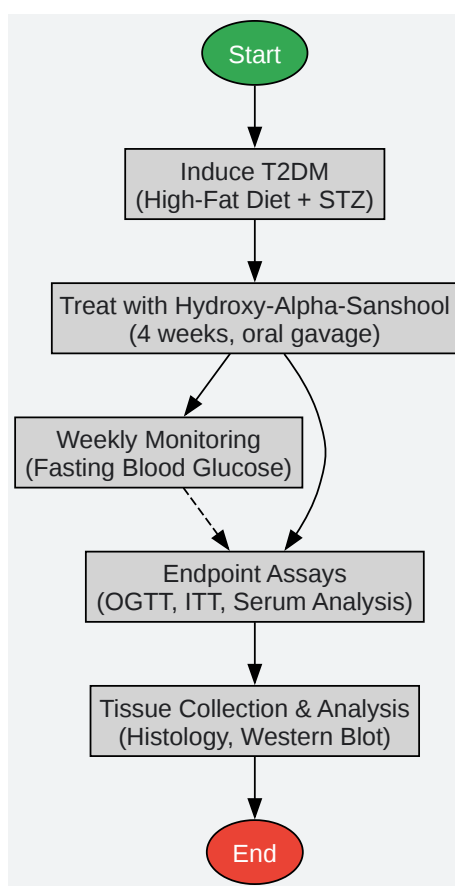 Start
Induce T2DM
(High-Fat Diet + STZ)
Treat with Hydroxy-Alpha-Sanshool
(4 weeks, oral gavage)
Weekly Monitoring
(Fasting Blood Glucose)
Endpoint Assays
(OGTT, ITT, Serum Analysis)
Tissue Collection & Analysis
(Histology, Western Blot)
End